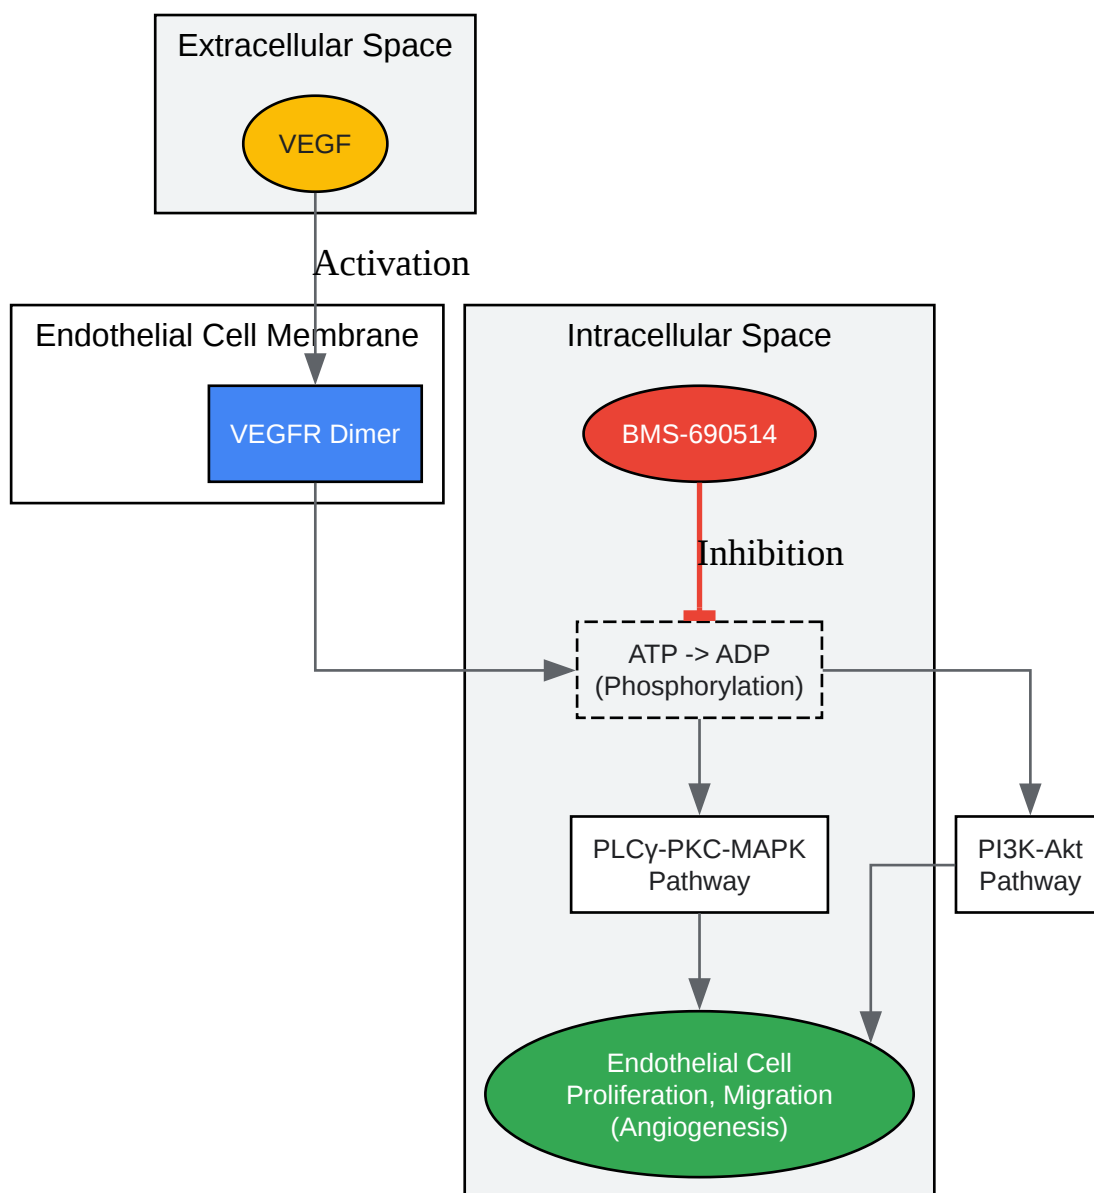 Extracellular Space
VEGF
Activation
Endothelial Cell Membrane
VEGFR Dimer
Intracellular Space
BMS-690514
Inhibition
ATP -> ADP
(Phosphorylation)
PLCγ-PKC-MAPK
Pathway
PI3K-Akt
Pathway
Endothelial Cell
Proliferation, Migration
(Angiogenesis)